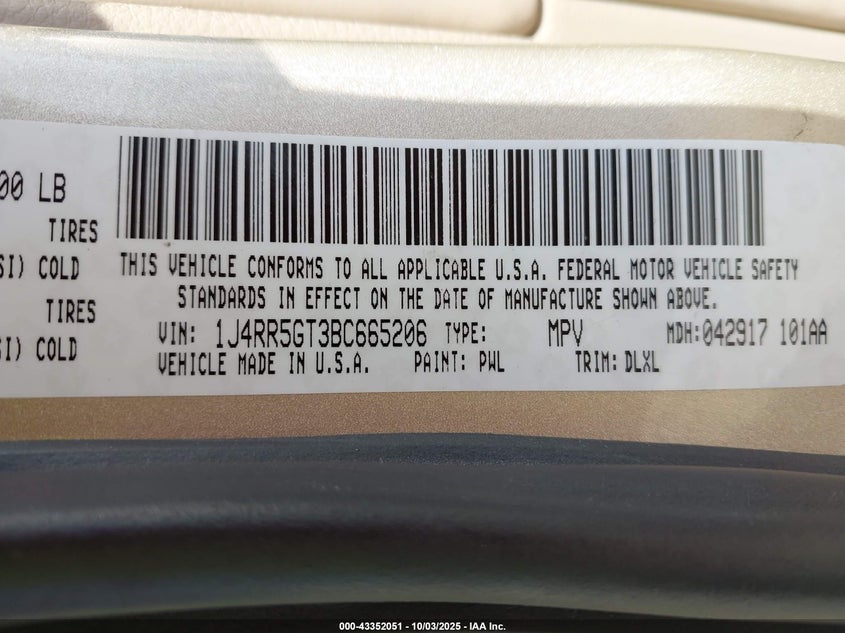 00 LB
TIRES
SI) COLD
TIRES
SI) COLD
THIS VEHICLE CONFORMS TO ALL APPLICABLE U.S.A. FEDERAL MOTOR VEHICLE SAFETY
STANDARDS IN EFFECT ON THE DATE OF MANUFACTURE SHOWN ABOVE.
VIN: 1J4RR5GT3BC665206 TYPE: MPV MDH:042917 101AA
VEHICLE MADE IN U.S.A. PAINT: PWL TRIM: DLXL
000-43352051 - 10/03/2025 - IAA Inc.